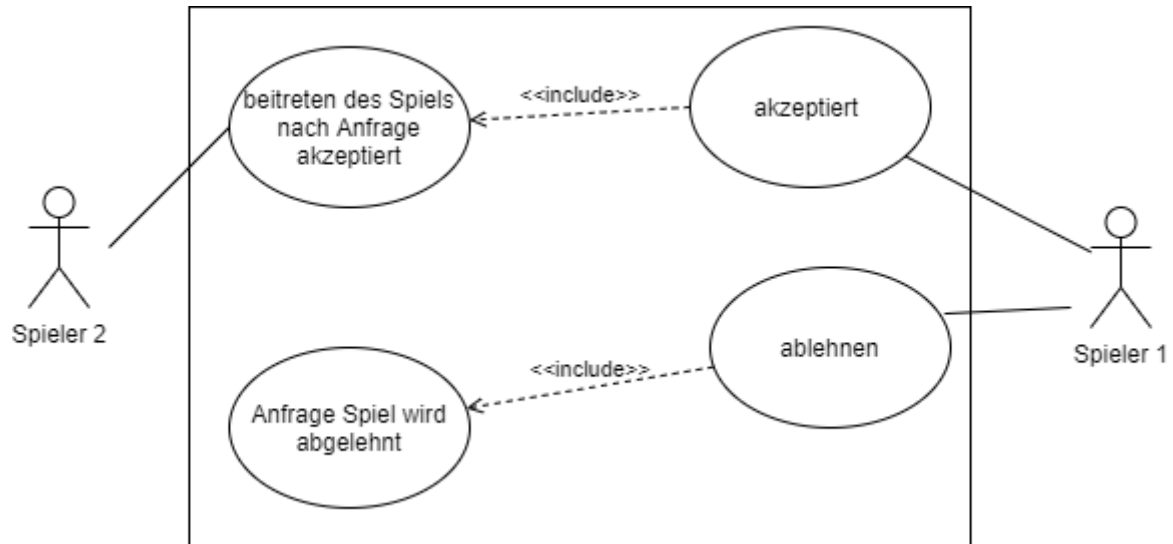 beitreten des Spiels
nach Anfrage
akzeptiert
<<include>>
akzeptiert
Spieler 2
Spieler 1
ablehnen
<<include>>
Anfrage Spiel wird
abgelehnt